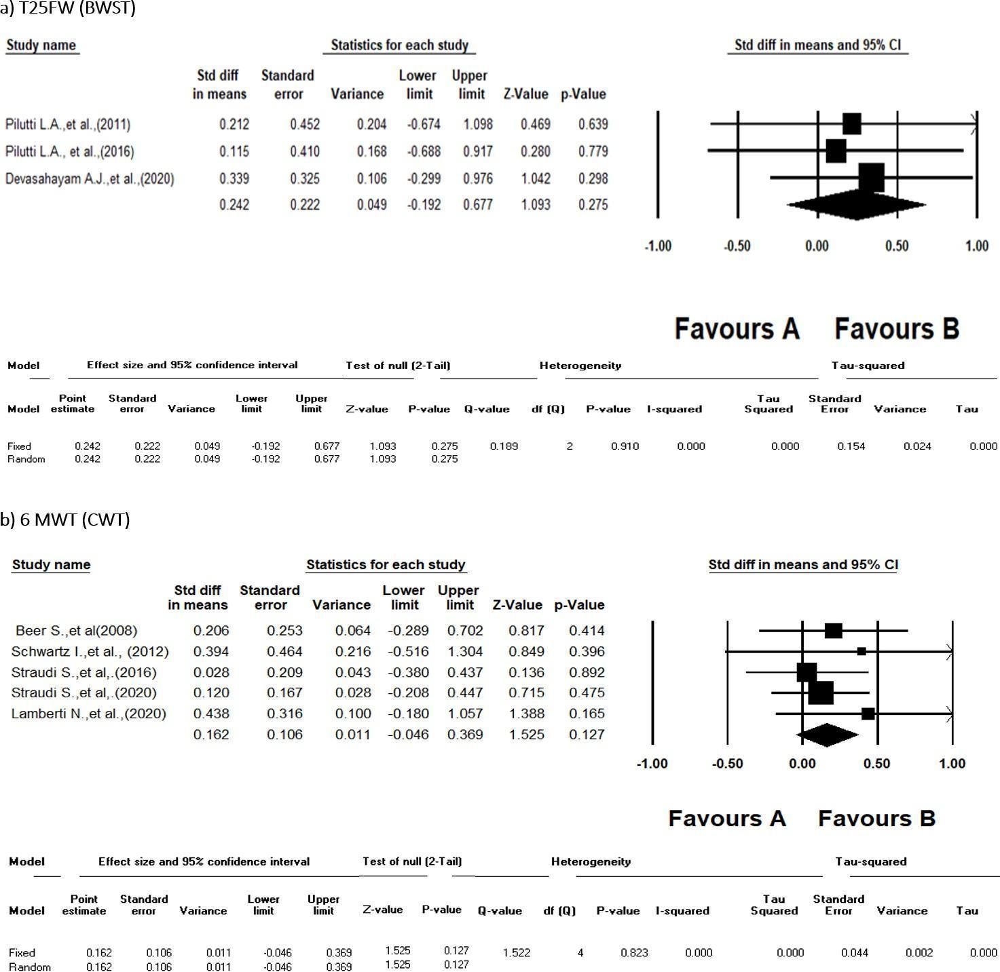 a) T25FW (BWST)
Study name Statistics for each study Std diff in means and 95% CI
Std diff Standard Lower Upper
in means error Variance limit limit Z-Value p-Value
Pilutti L.A.,et al.,(2011) 0.212 0.452 0.204 -0.674 1.098 0.469 0.639
Pilutti L.A., et al.,(2016) 0.115 0.410 0.168 -0.688 0.917 0.280 0.779
Devasahayam A.J.,et al.,(2020) 0.339 0.325 0.106 -0.299 0.976 1.042 0.298
0.242 0.222 0.049 -0.192 0.677 1.093 0.275
-1.00 -0.50 0.00 0.50 1.00
Favours A Favours B
Model Effect size and 95% confidence interval Test of null (2-Tail) Heterogeneity Tau-squared
Point Standard Lower Upper Tau Standard
Model estimate error Variance limit limit Z-value P-value Q-value df (Q) P-value I-squared Squared Error Variance Tau
Fixed 0.242 0.222 0.049 -0.192 0.677 1.093 0.275 0.189 2 0.910 0.000 0.000 0.154 0.024 0.000
Random 0.242 0.222 0.049 -0.192 0.677 1.093 0.275
b) 6 MWT (CWT)
Study name Statistics for each study Std diff in means and 95% CI
Std diff Standard Lower Upper
in means error Variance limit limit Z-Value p-Value
Beer S.,et al(2008) 0.206 0.253 0.064 -0.289 0.702 0.817 0.414
Schwartz I.,et al., (2012) 0.394 0.464 0.216 -0.516 1.304 0.849 0.396
Straudi S.,et al,.(2016) 0.028 0.209 0.043 -0.380 0.437 0.136 0.892
Straudi S.,et al,.(2020) 0.120 0.167 0.028 -0.208 0.447 0.715 0.475
Lamberti N.,et al.,(2020) 0.438 0.316 0.100 -0.180 1.057 1.388 0.165
0.162 0.106 0.011 -0.046 0.369 1.525 0.127
-1.00 -0.50 0.00 0.50 1.00
Favours A Favours B
Model Effect size and 95% confidence interval Test of null (2-Tail) Heterogeneity Tau-squared
Point Standard Lower Upper Tau Standard
Model estimate error Variance limit limit Z-value P-value Q-value df (Q) P-value I-squared Squared Error Variance Tau
Fixed 0.162 0.106 0.011 -0.046 0.369 1.525 0.127 1.522 4 0.823 0.000 0.000 0.044 0.002 0.000
Random 0.162 0.106 0.011 -0.046 0.369 1.525 0.127